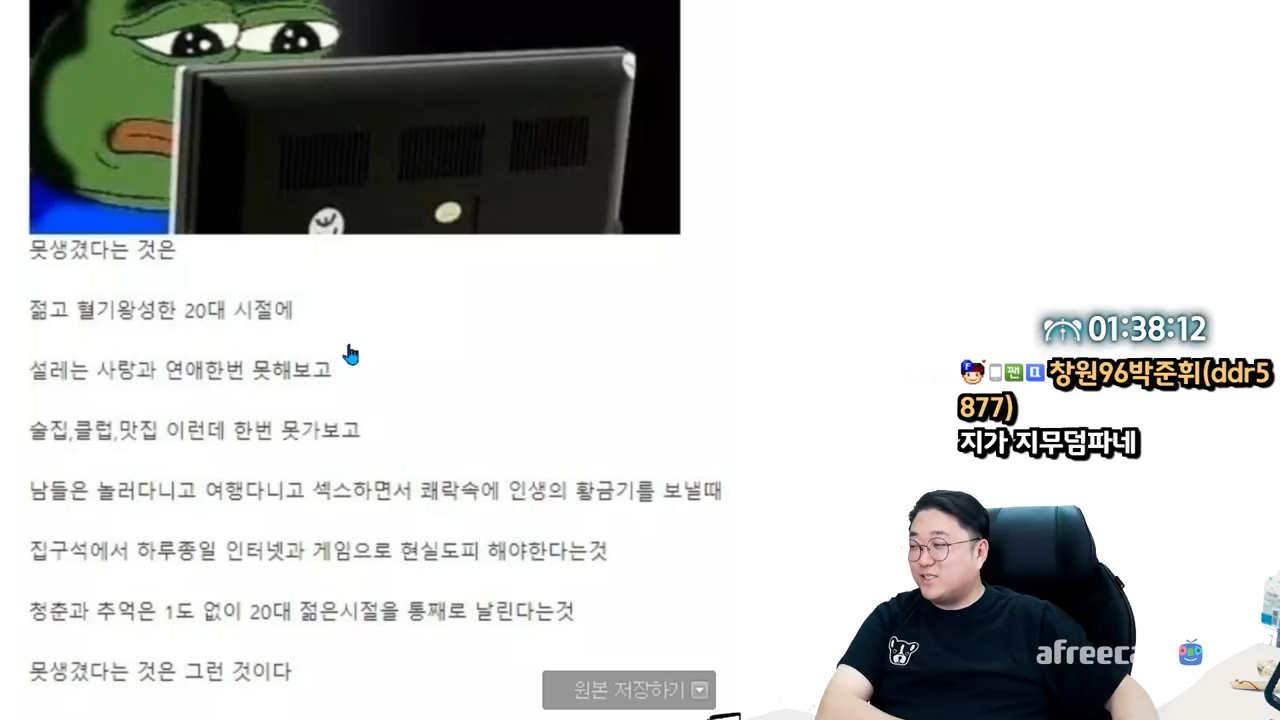 못생겼다는 것은
젊고 혈기왕성한 20대 시절에
설레는 사랑과 연애한번 못해보고
술집,클럽,맛집 이런데 한번 못가보고
남들은 놀러다니고 여행다니고 섹스하면서 쾌락속에 인생의 황금기를 보낼때
집구석에서 하루종일 인터넷과 게임으로 현실도피 해야한다는것
청춘과 추억은 1도 없이 20대 젊은시절을 통째로 날린다는것
못생겼다는 것은 그런 것이다
원본 저장하기
01:38:12
F 팬 창원96박준휘(ddr5
877)
지가 지무덤파네
afreeca